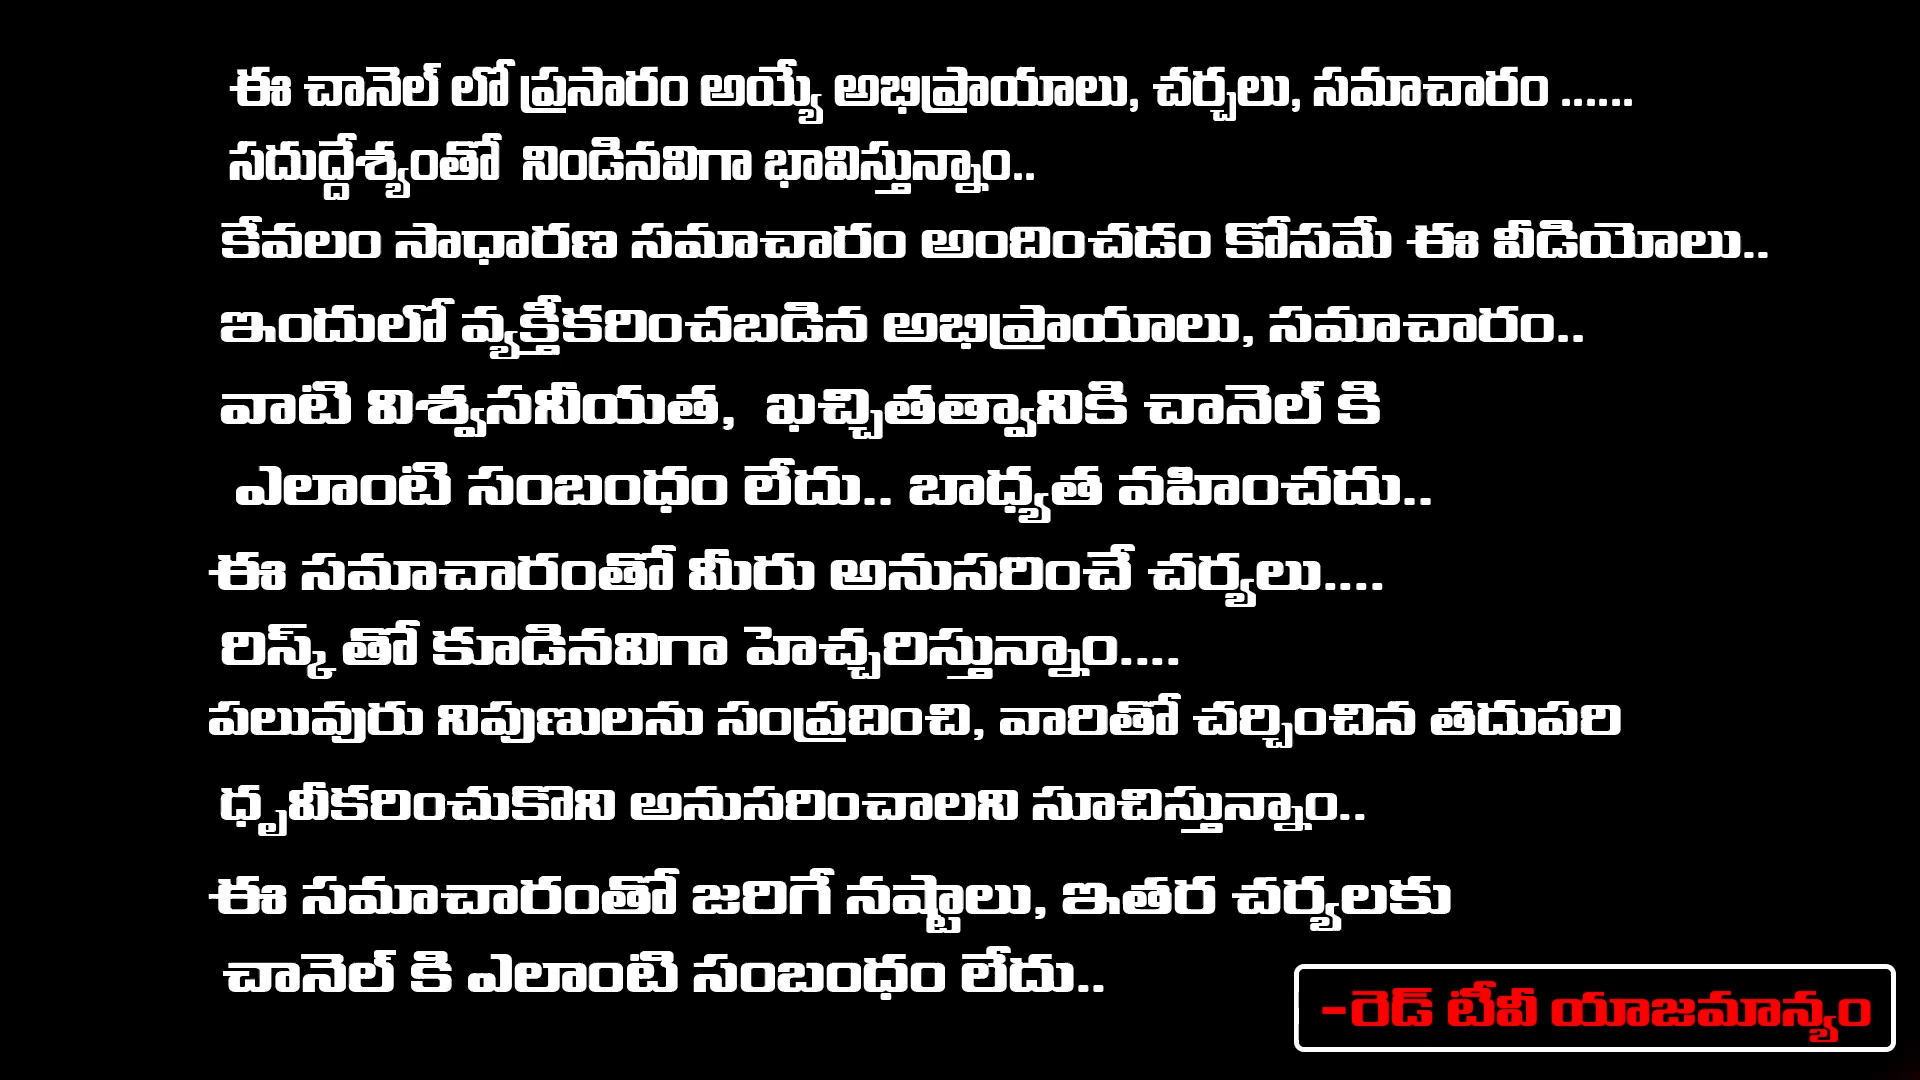 ఈ చానెల్ లో ప్రసారం అయ్యే అభిప్రాయాలు, చర్చలు, సమాచారం ......
సదుద్దేశ్యంతో నిండినవిగా భావిస్తున్నాం..
కేవలం సాధారణ సమాచారం అందించడం కోసమే ఈ వీడియోలు..
ఇందులో వ్యక్తీకరించబడిన అభిప్రాయాలు, సమాచారం..
వాటి విశ్వసనీయత, ఖచ్చితత్వానికి చానెల్ కి
ఎలాంటి సంబంధం లేదు.. బాధ్యత వహించదు..
ఈ సమాచారంతో మీరు అనుసరించే చర్యలు....
రిస్క్ తో కూడినవిగా హెచ్చరిస్తున్నాం....
పలువురు నిపుణులను సంప్రదించి, వారితో చర్చించిన తదుపరి
ధృవీకరించుకొని అనుసరించాలని సూచిస్తున్నాం..
ఈ సమాచారంతో జరిగే నష్టాలు, ఇతర చర్యలకు
చానెల్ కి ఎలాంటి సంబంధం లేదు..
-రెడ్ టీవీ యాజమాన్యం